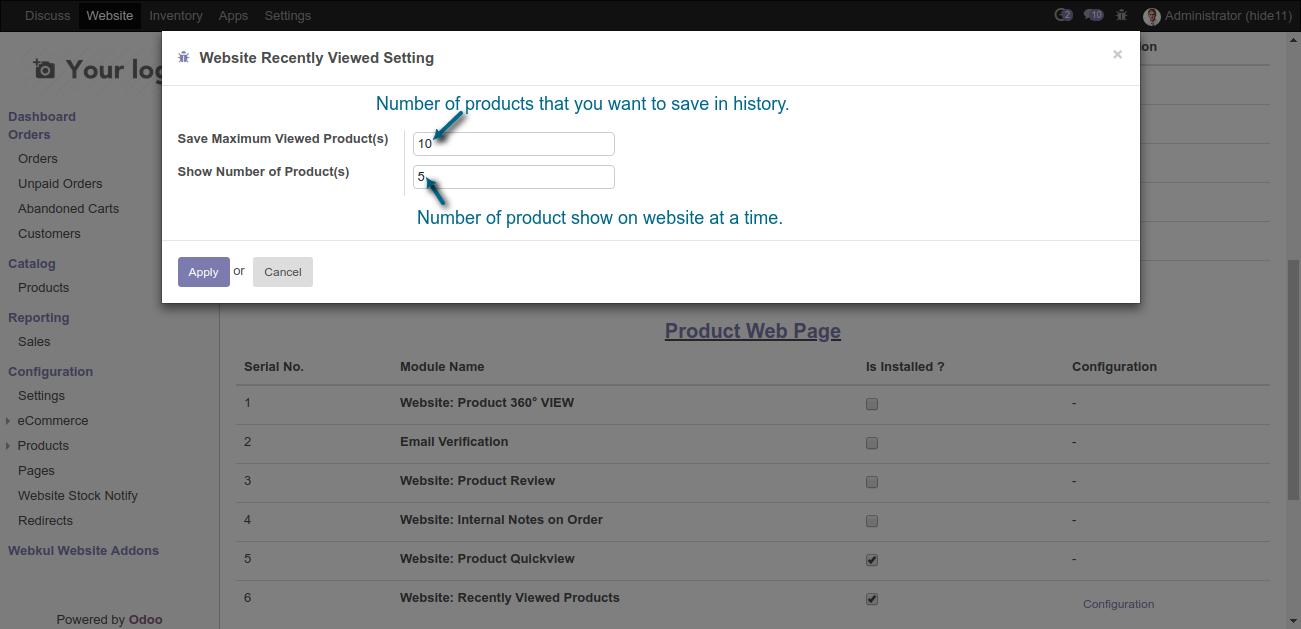 Discuss Website Inventory Apps Settings 2 10 Administrator (hide11)
Your log
Website Recently Viewed Setting ×
on
Number of products that you want to save in history.
Save Maximum Viewed Product(s) 10
Show Number of Product(s) 5
Number of product show on website at a time.
Apply or Cancel
Dashboard
Orders
Orders
Unpaid Orders
Abandoned Carts
Customers
Catalog
Products
Reporting
Sales
Configuration
Settings
eCommerce
Products
Pages
Website Stock Notify
Redirects
Webkul Website Addons
Powered by Odoo
Product Web Page
Serial No. Module Name Is Installed ? Configuration
1 Website: Product 360° VIEW -
2 Email Verification -
3 Website: Product Review -
4 Website: Internal Notes on Order -
5 Website: Product Quickview -
6 Website: Recently Viewed Products Configuration